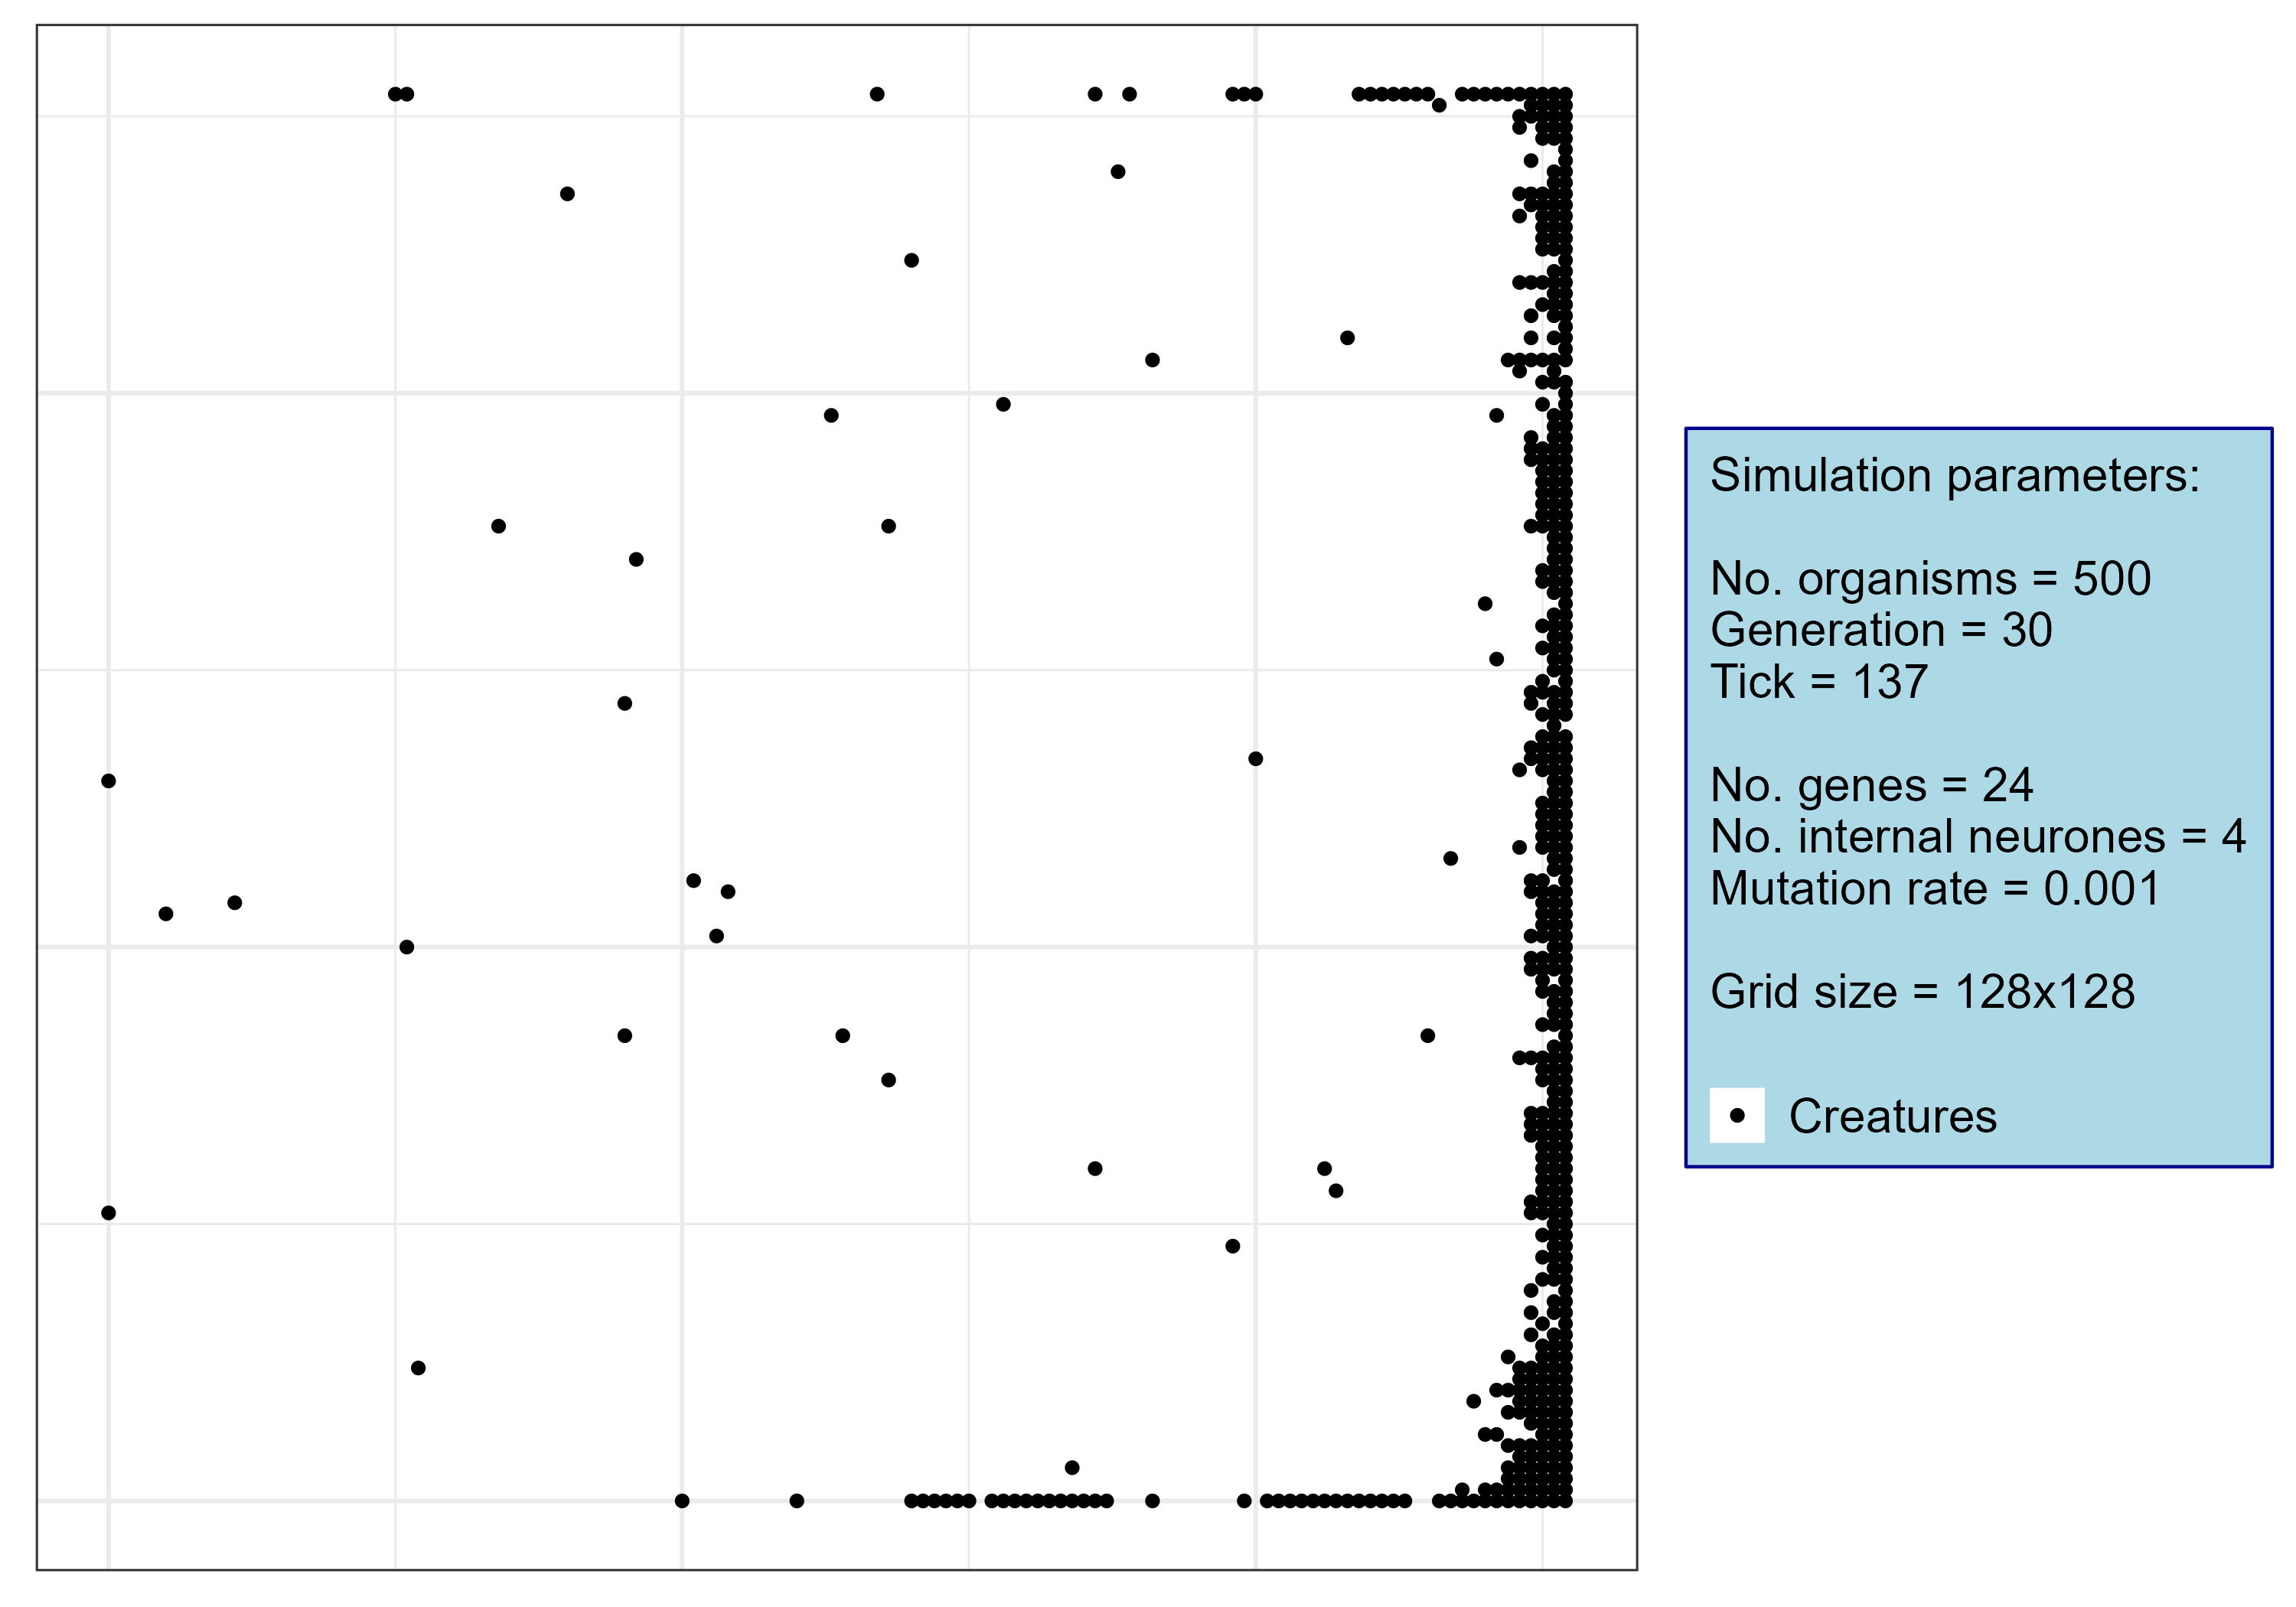 Simulation parameters:
No. organisms = 500
Generation = 30
Tick = 137
No. genes = 24
No. internal neurones = 4
Mutation rate = 0.001
Grid size = 128x128
Creatures